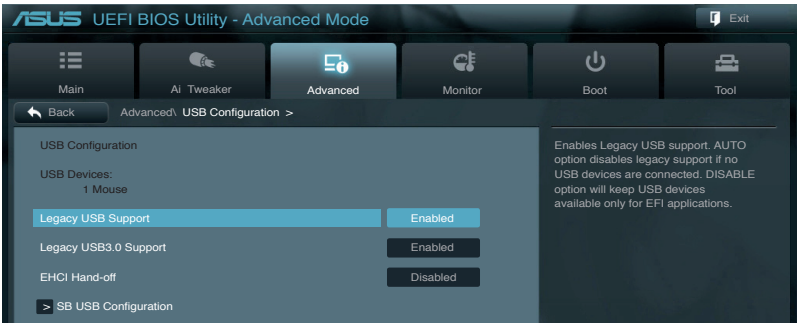 ASUS UEFI BIOS Utility - Advanced Mode
Exit
Main
Ai Tweaker
Advanced
Monitor
Boot
Tool
Back
Advanced\ USB Configuration >
USB Configuration
USB Devices:
1 Mouse
Legacy USB Support Enabled
Legacy USB3.0 Support Enabled
EHCI Hand-off Disabled
> SB USB Configuration
Enables Legacy USB support. AUTO
option disables legacy support if no
USB devices are connected. DISABLE
option will keep USB devices
available only for EFI applications.